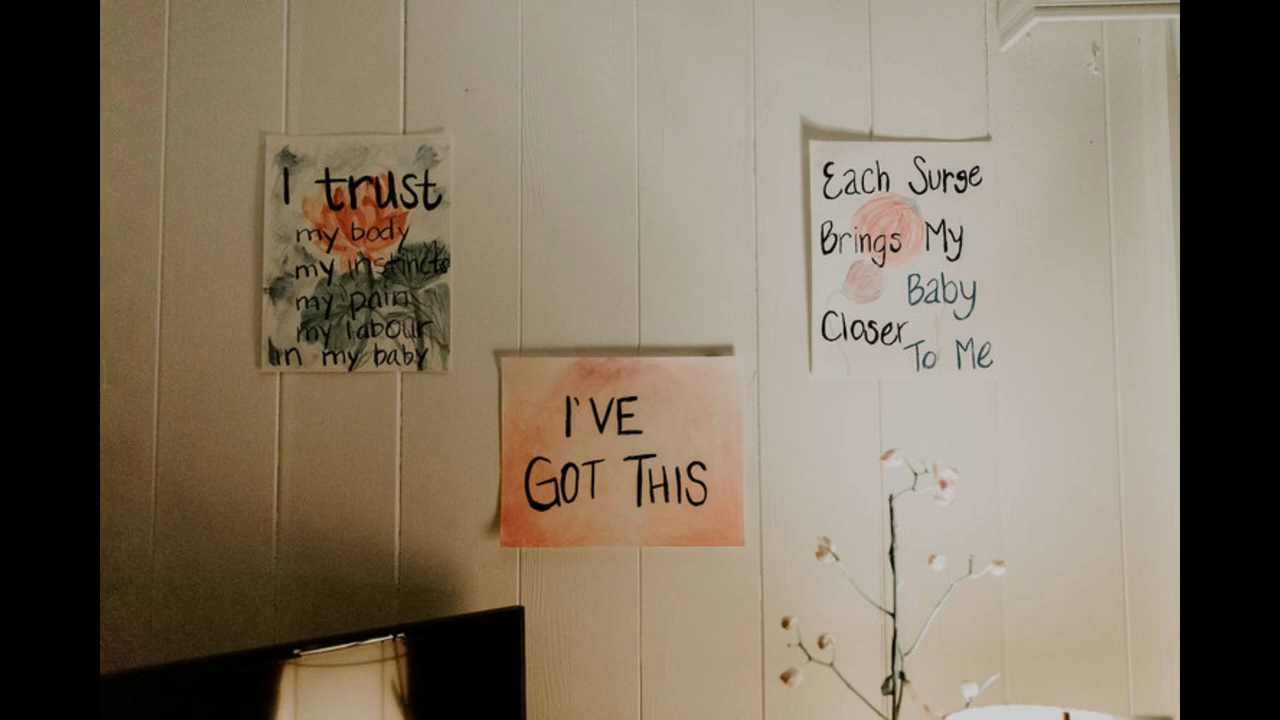 I trust
my body
my instincts
my pain
my labour
in my baby
I'VE
GOT THIS
Each Surge
Brings My
Baby
Closer
To Me